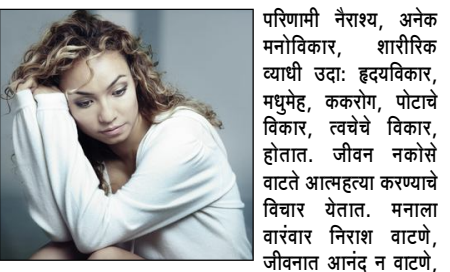 परिणामी नैराश्य, अनेक
मनोविकार, शारीरिक
व्याधी उदा: हृदयविकार,
मधुमेह, ककरोग, पोटाचे
विकार, त्वचेचे विकार,
होतात. जीवन नकोसे
वाटते आत्महत्या करण्याचे
विचार येतात. मनाला
वारंवार निराश वाटणे,
जीवनात आनंद न वाटणे,